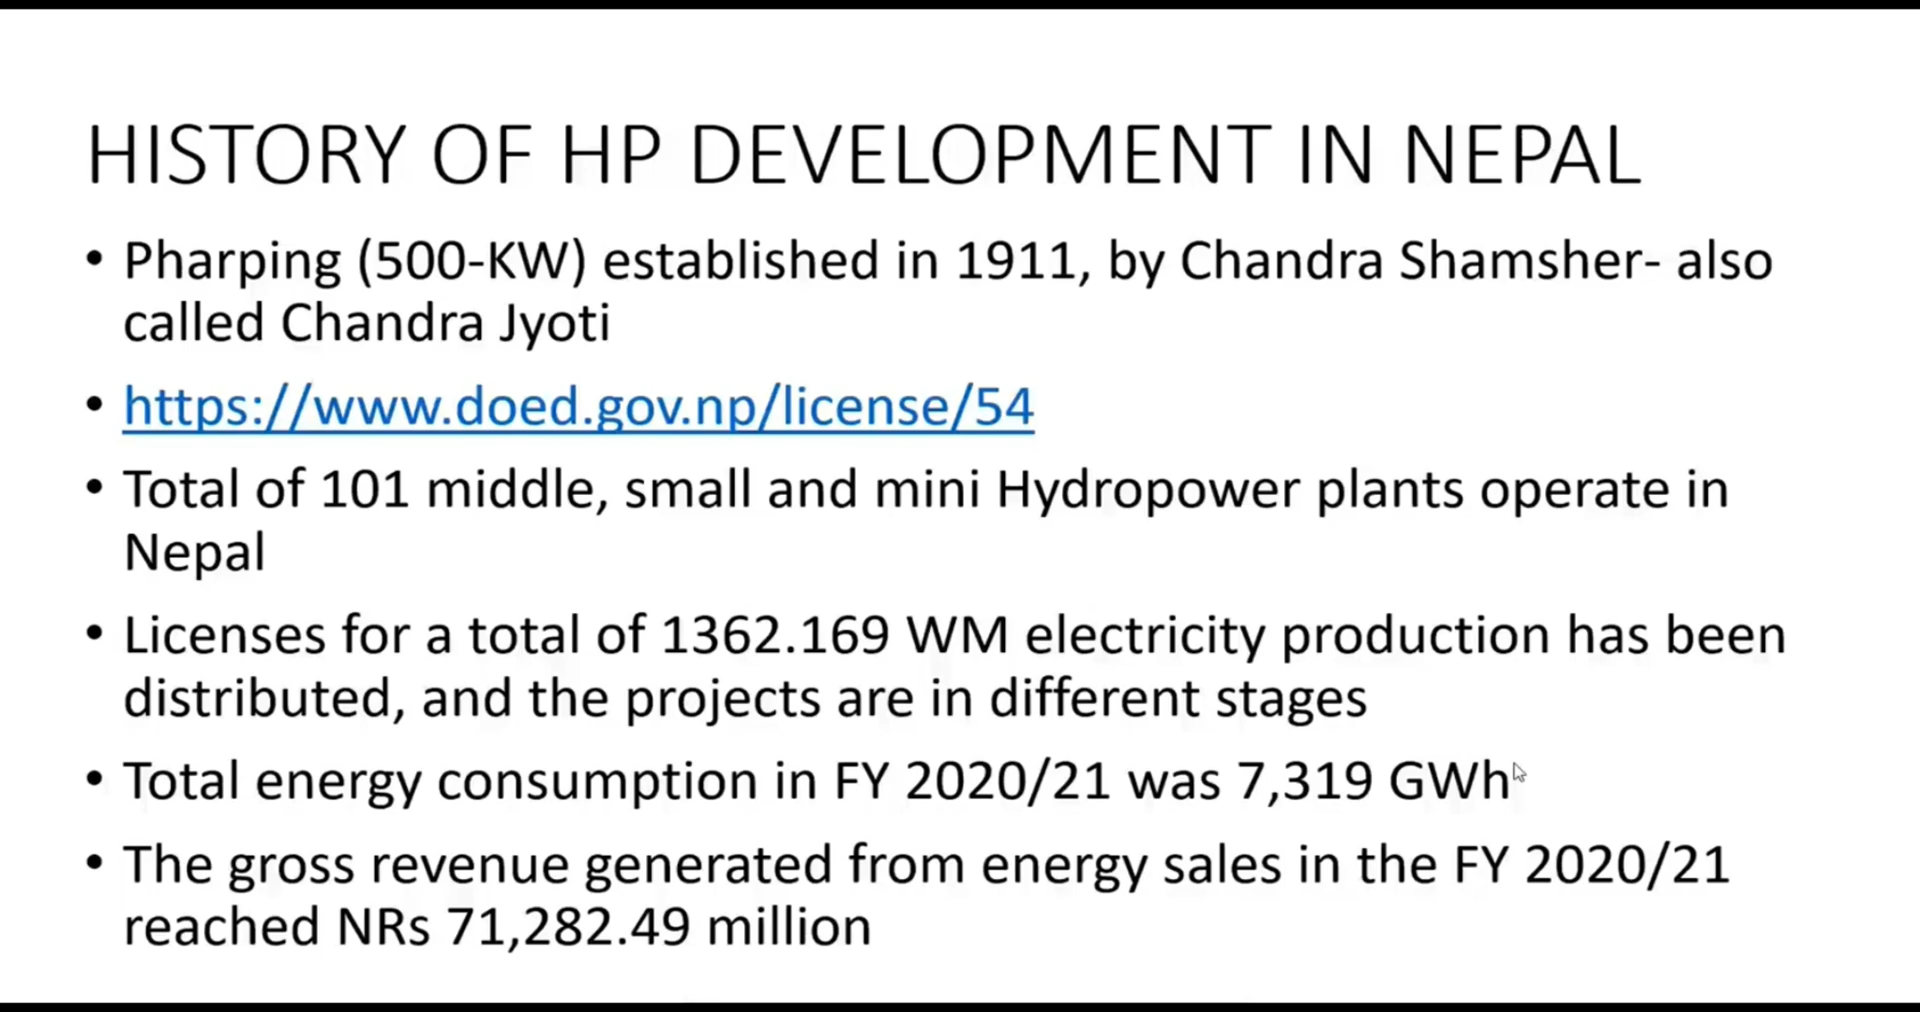 HISTORY OF HP DEVELOPMENT IN NEPAL
• Pharping (500-KW) established in 1911, by Chandra Shamsher- also
called Chandra Jyoti
• https://www.doed.gov.np/license/54
• Total of 101 middle, small and mini Hydropower plants operate in
Nepal
• Licenses for a total of 1362.169 WM electricity production has been
distributed, and the projects are in different stages
• Total energy consumption in FY 2020/21 was 7,319 GWh
• The gross revenue generated from energy sales in the FY 2020/21
reached NRs 71,282.49 million